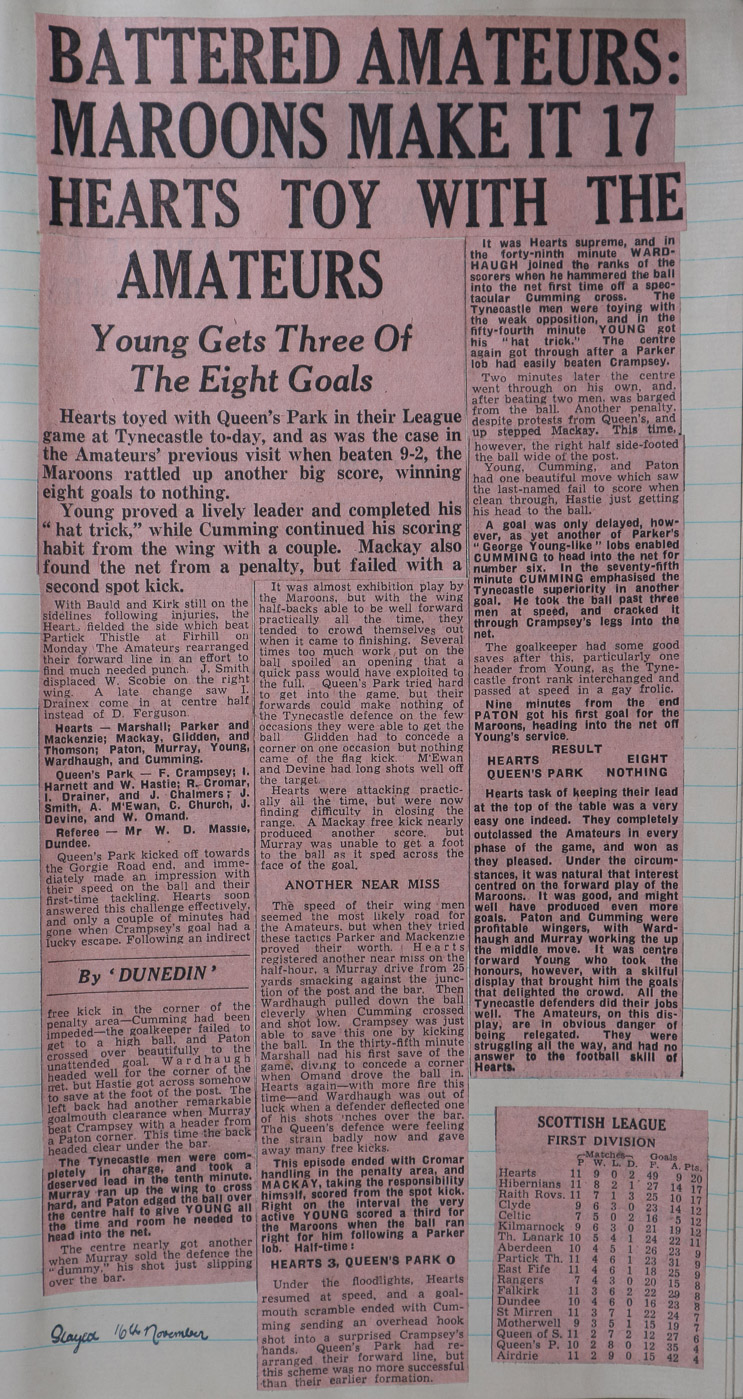 BATTERED AMATEURS:
MAROONS MAKE IT 17
HEARTS TOY WITH THE
AMATEURS
Young Gets Three Of
The Eight Goals
Hearts toyed with Queen's Park in their League
game at Tynecastle to-day, and as was the case in
the Amateurs' previous visit when beaten 9-2, the
Maroons rattled up another big score, winning
eight goals to nothing.
Young proved a lively leader and completed his
"hat trick," while Cumming continued his scoring
habit from the wing with a couple. Mackay also
found the net from a penalty, but failed with a
second spot kick.
With Bauld and Kirk still on the
sidelines following injuries, the
Hearts fielded the side which beat
Partick Thistle at Firhill on
Monday The Amateurs rearranged
their forward line in an effort to
find much needed punch. J. Smith
displaced W. Scobie on the right
wing. A late change saw I.
Drainex come in at centre half
instead of D. Ferguson.
Hearts — Marshall; Parker and
Mackenzie; Mackay, Glidden, and
Thomson; Paton, Murray, Young,
Wardhaugh, and Cumming.
Queen's Park — F. Crampsey; I.
Harnett and W. Hastie; R. Cromar,
I. Drainer, and J. Chalmers; J.
Smith, A. M'Ewan, C. Church, J.
Devine, and W. Omand.
Referee — Mr W. D. Massie,
Dundee.
Queen's Park kicked off towards
the Gorgie Road end, and imme-
diately made an impression with
their speed on the ball and their
first-time tackling. Hearts soon
answered this challenge effectively,
and only a couple of minutes had
gone when Crampsey's goal had a
lucky escape. Following an indirect
By 'DUNEDIN'
free kick in the corner of the
penalty area—Cumming had been
impeded—the goalkeeper failed to
get to a high ball, and Paton
crossed over beautifully to the
unattended goal. Wardhaugh
headed well for the corner of the
net, but Hastie got across somehow
to save at the foot of the post. The
left back had another remarkable
goalmouth clearance when Murray
beat Crampsey with a header from
a Paton corner. This time the back
headed clear under the bar.
The Tynecastle men were com-
pletely in charge, and took a
deserved lead in the tenth minute.
Murray ran up the wing to cross
hard, and Paton edged the ball over
the centre half to give YOUNG all
the time and room he needed to
head into the net.
The centre nearly got another
when Murray sold the defence the
"dummy," his shot just slipping
over the bar.
It was almost exhibition play by
the Maroons, but with the wing
half-backs able to be well forward
practically all the time, they
tended to crowd themselves out
when it came to finishing. Several
times too much work put on the
ball spoiled an opening that a
quick pass would have exploited to
the full. Queen's Park tried hard
to get into the game, but their
forwards could make nothing of
the Tynecastle defence on the few
occasions they were able to get the
ball Glidden had to concede a
corner on one occasion but nothing
came of the flag kick. M'Ewan
and Devine had long shots well off
the target.
Hearts were attacking practic-
ally all the time, but were now
finding difficulty in closing the
range. A Mackay free kick nearly
produced another score, but
Murray was unable to get a foot
to the ball as it sped across the
face of the goal.
ANOTHER NEAR MISS
The speed of their wing men
seemed the most likely road for
the Amateurs, but when they tried
these tactics Parker and Mackenzie
proved their worth. Hearts
registered another near miss on the
half-hour, a Murray drive from 25
yards smacking against the junc-
tion of the post and the bar. Then
Wardhaugh pulled down the ball
cleverly when Cumming crossed
and shot low. Crampsey was just
able to save this one by kicking
the ball. In the thirty-fifth minute
Marshall had his first save of the
game, diving to concede a corner
when Omand drove the ball in.
Hearts again—with more fire this
time—and Wardhaugh was out of
luck when a defender deflected one
of his shots inches over the bar.
The Queen's defence were feeling
the strain badly now and gave
away many free kicks.
This episode ended with Cromar
handling in the penalty area, and
MACKAY, taking the responsibility
himself, scored from the spot kick.
Right on the interval the very
active YOUNG scored a third for
the Maroons when the ball ran
right for him following a Parker
lob. Half-time:
HEARTS 3, QUEEN'S PARK 0
Under the floodlights, Hearts
resumed at speed, and a goal-
mouth scramble ended with Cum-
ming sending an overhead hook
shot into a surprised Crampsey's
hands. Queen's Park had re-
arranged their forward line, but
this scheme was no more successful
than their earlier formation.
It was Hearts supreme, and in
the forty-ninth minute WARD-
HAUGH joined the ranks of the
scorers when he hammered the ball
into the net first time off a spec-
tacular Cumming cross. The
Tynecastle men were toying with
the weak opposition, and in the
fifty-fourth minute YOUNG got
his "hat trick." The centre
again got through after a Parker
lob had easily beaten Crampsey.
Two minutes later the centre
went through on his own, and,
after beating two men, was barged
from the ball. Another penalty,
despite protests from Queen's, and
up stepped Mackay. This time,
however, the right half side-footed
the ball wide of the post.
Young, Cumming, and Paton
had one beautiful move which saw
the last-named fail to score when
clean through, Hastie just getting
his head to the ball.
A goal was only delayed, how-
ever, as yet another of Parker's
"George Young-like" lobs enabled
CUMMING to head into the net for
number six. In the seventy-fifth
minute CUMMING emphasised the
Tynecastle superiority in another
goal. He took the ball past three
men at speed, and cracked it
through Crampsey's legs into the
net.
The goalkeeper had some good
saves after this, particularly one
header from Young, as the Tyne-
castle front rank interchanged and
passed at speed in a gay frolic.
Nine minutes from the end
PATON got his first goal for the
Maroons, heading into the net off
Young's service.
RESULT
HEARTS EIGHT
QUEEN'S PARK NOTHING
Hearts task of keeping their lead
at the top of the table was a very
easy one indeed. They completely
outclassed the Amateurs in every
phase of the game, and won as
they pleased. Under the circum-
stances, it was natural that interest
centred on the forward play of the
Maroons. It was good, and might
well have produced even more
goals. Paton and Cumming were
profitable wingers, with Ward-
haugh and Murray working the up
the middle move. It was centre
forward Young who took the
honours, however, with a skilful
display that brought him the goals
that delighted the crowd. All the
Tynecastle defenders did their jobs
well. The Amateurs, on this dis-
play, are in obvious danger of
being relegated. They were
struggling all the way, and had no
answer to the football skill of
Hearts.
SCOTTISH LEAGUE
FIRST DIVISION
Matches Goals
P W. L. D. F. A. Pts.
Hearts 11 9 0 2 49 9 20
Hibernians 11 8 2 1 27 14 17
Raith Rovs. 11 7 1 3 25 10 17
Clyde 9 6 3 0 23 14 12
Celtic 7 5 0 2 16 5 12
Kilmarnock 9 6 3 0 21 19 12
Th. Lanark 10 5 4 1 24 22 11
Aberdeen 10 4 5 1 26 23 9
Partick Th. 11 4 6 1 23 31 9
East Fife 11 4 6 1 18 25 9
Rangers 7 4 3 0 20 15 8
Falkirk 11 3 6 2 22 29 8
Dundee 10 4 6 0 16 23 8
St Mirren 11 3 7 1 22 24 7
Motherwell 9 3 5 1 15 19 7
Queen of S. 11 2 7 2 12 27 6
Queen's P. 10 2 8 0 12 35 4
Airdrie 11 2 9 0 15 42 4
Played 16th November